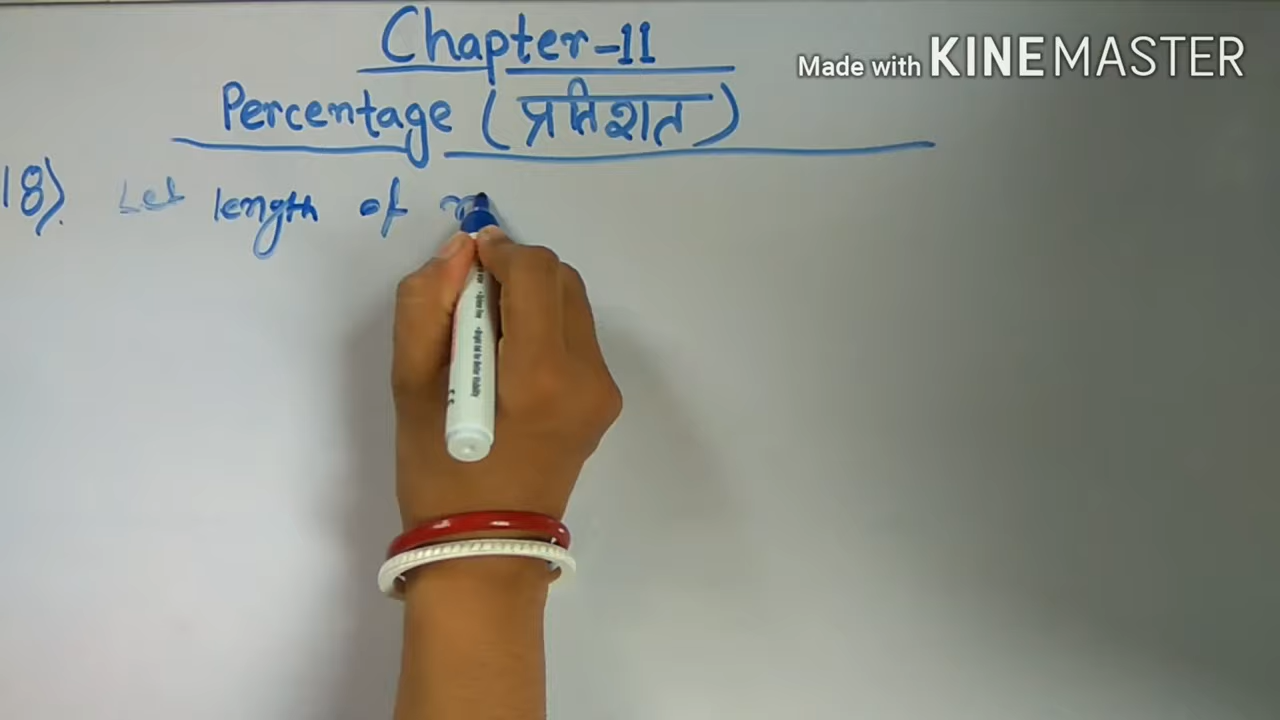 Chapter-11
Made with KINEMASTER
Percentage (प्रतिशत)
18). Let length of